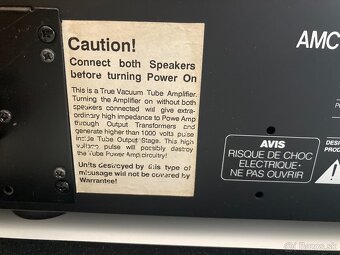 Caution!
Connect both Speakers
before turning Power On
This is a True Vacuum Tube Amplifier.
Turning the Amplifier on without both
speakers connected will give extra-
ordinary high impedance to Powe Amp
through Output Transformers and
generate higher than 1000 volts pulse
inside Tube Output Stage. This high
voltage pulse will possibly destroy
the Tube Power Amp circuitry!
Units destroyed by this type of
misusage will not be covered by
Warrantee!
AMC
AVIS
RISQUE DE CHOC
ELECTRIQUE-
NE PAS OUVRIR
DESI
PROD